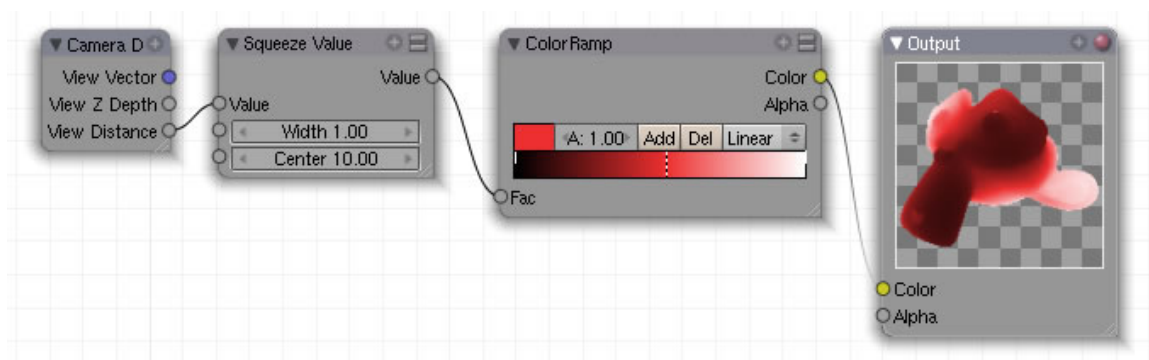 Camera D
View Vector
View Z Depth
View Distance
Squeeze Value
Value
Value
Width 1.00
Center 10.00
ColorRamp
Color
Alpha
A: 1.00 Add Del Linear
Fac
Output
Color
Alpha